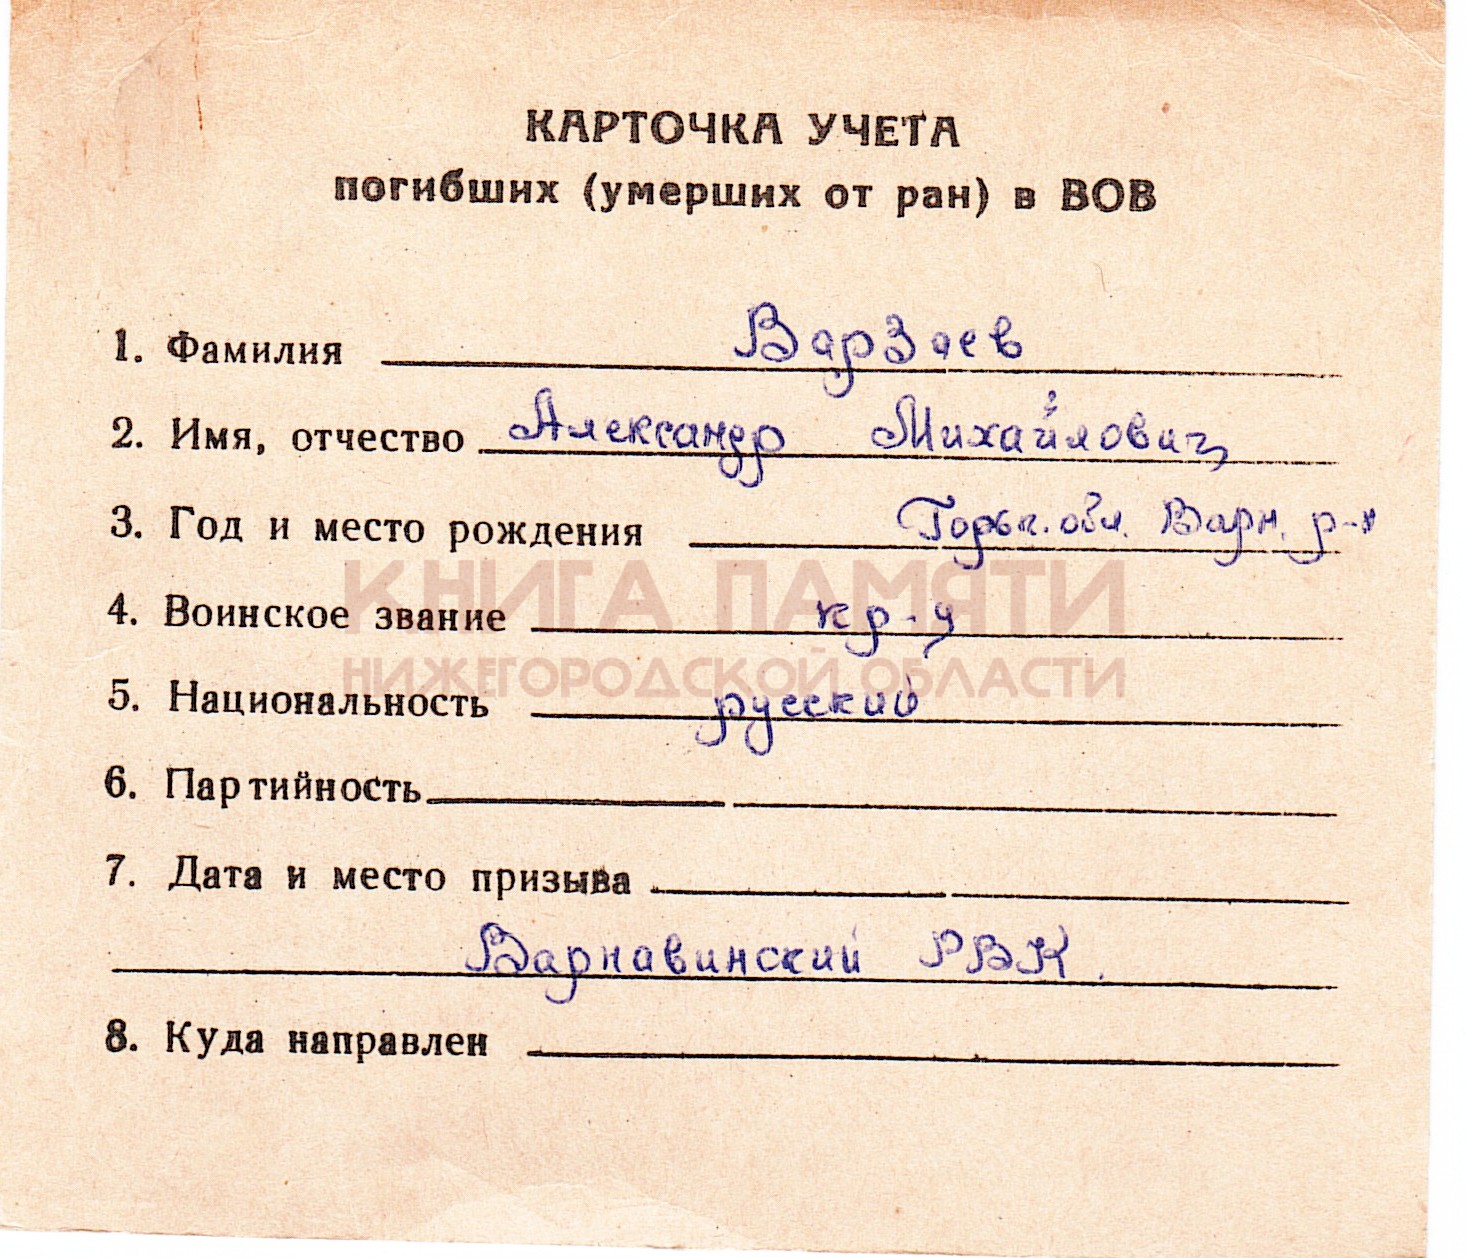 КАРТОЧКА УЧЕТА
погибших (умерших от ран) в ВОВ
1. Фамилия Варзаев
2. Имя, отчество Александр Михайлович
3. Год и место рождения Горьк. обл. Варн. р-н
КНИГА ПАМЯТИ
4. Воинское звание кр-ц
НИЖЕГОРОДСКОЙ ОБЛАСТИ
5. Национальность русский
6. Партийность
7. Дата и место призыва
Варнавинский РВК.
8. Куда направлен